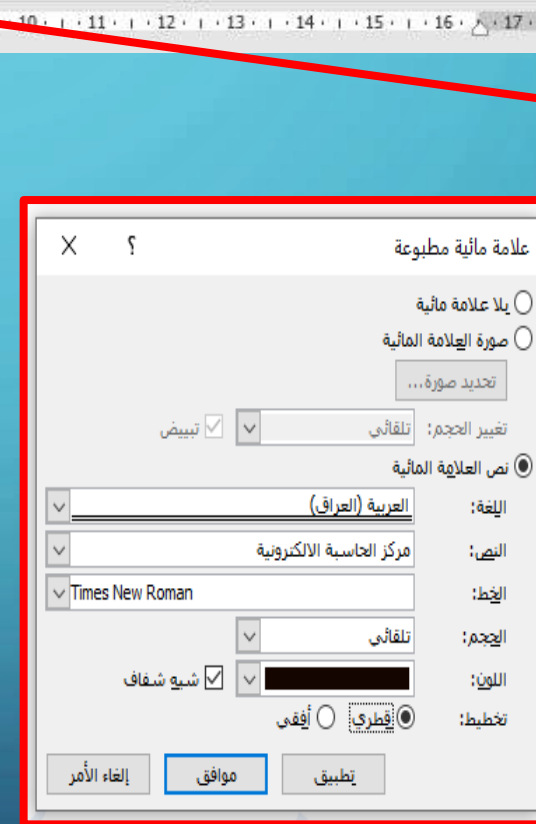 10 · 11 · 12 · 13 · 14 · 15 · 16 · 17
علامة مائية مطبوعة ؟ X
بلا علامة مائية
صورة العلامة المائية
تحديد صورة...
تغيير الحجم: تلقائي تبييض
نص العلامة المائية
اللغة: العربية (العراق)
النص: مركز الحاسبة الالكترونية
الخط: Times New Roman
الحجم: تلقائي
اللون: شبه شفاف
تخطيط: قطري أفقي
تطبيق موافق إلغاء الأمر